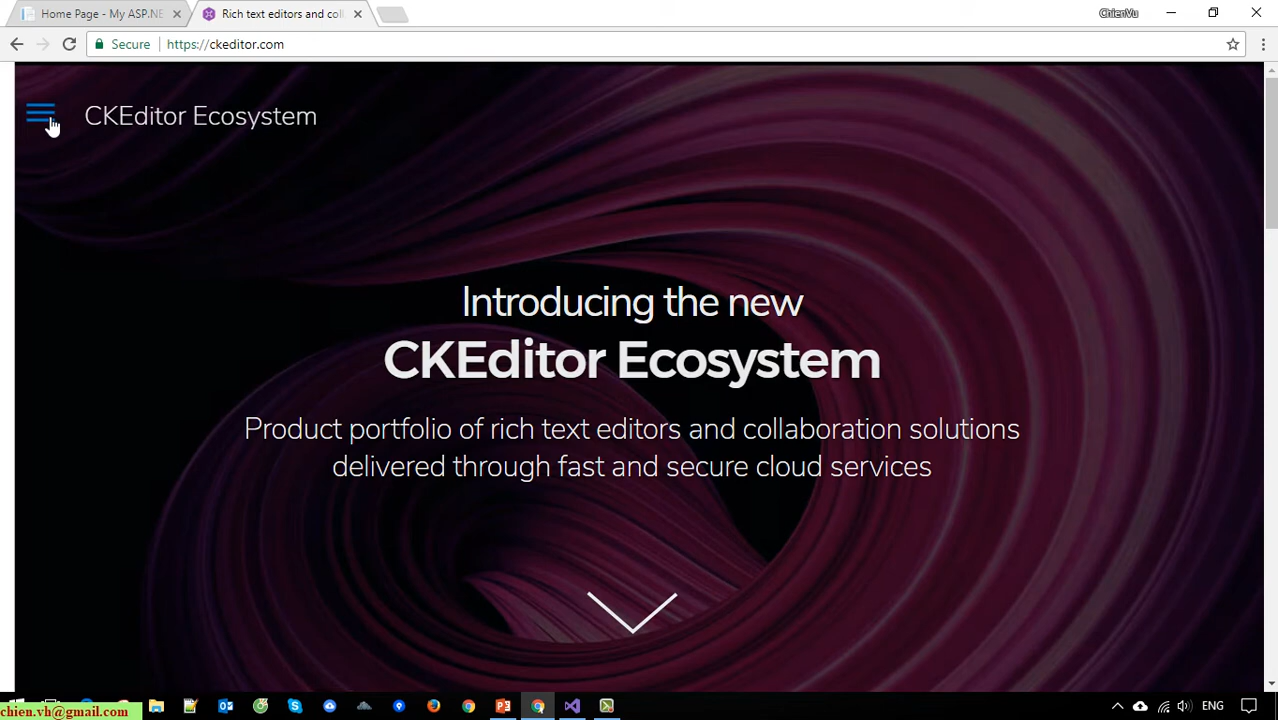 Home Page - My ASP.NE
Rich text editors and col
ChienVu
Secure
https://ckeditor.com
CKEditor Ecosystem
Introducing the new
CKEditor Ecosystem
Product portfolio of rich text editors and collaboration solutions
delivered through fast and secure cloud services
chien.vh@gmail.com
ENG